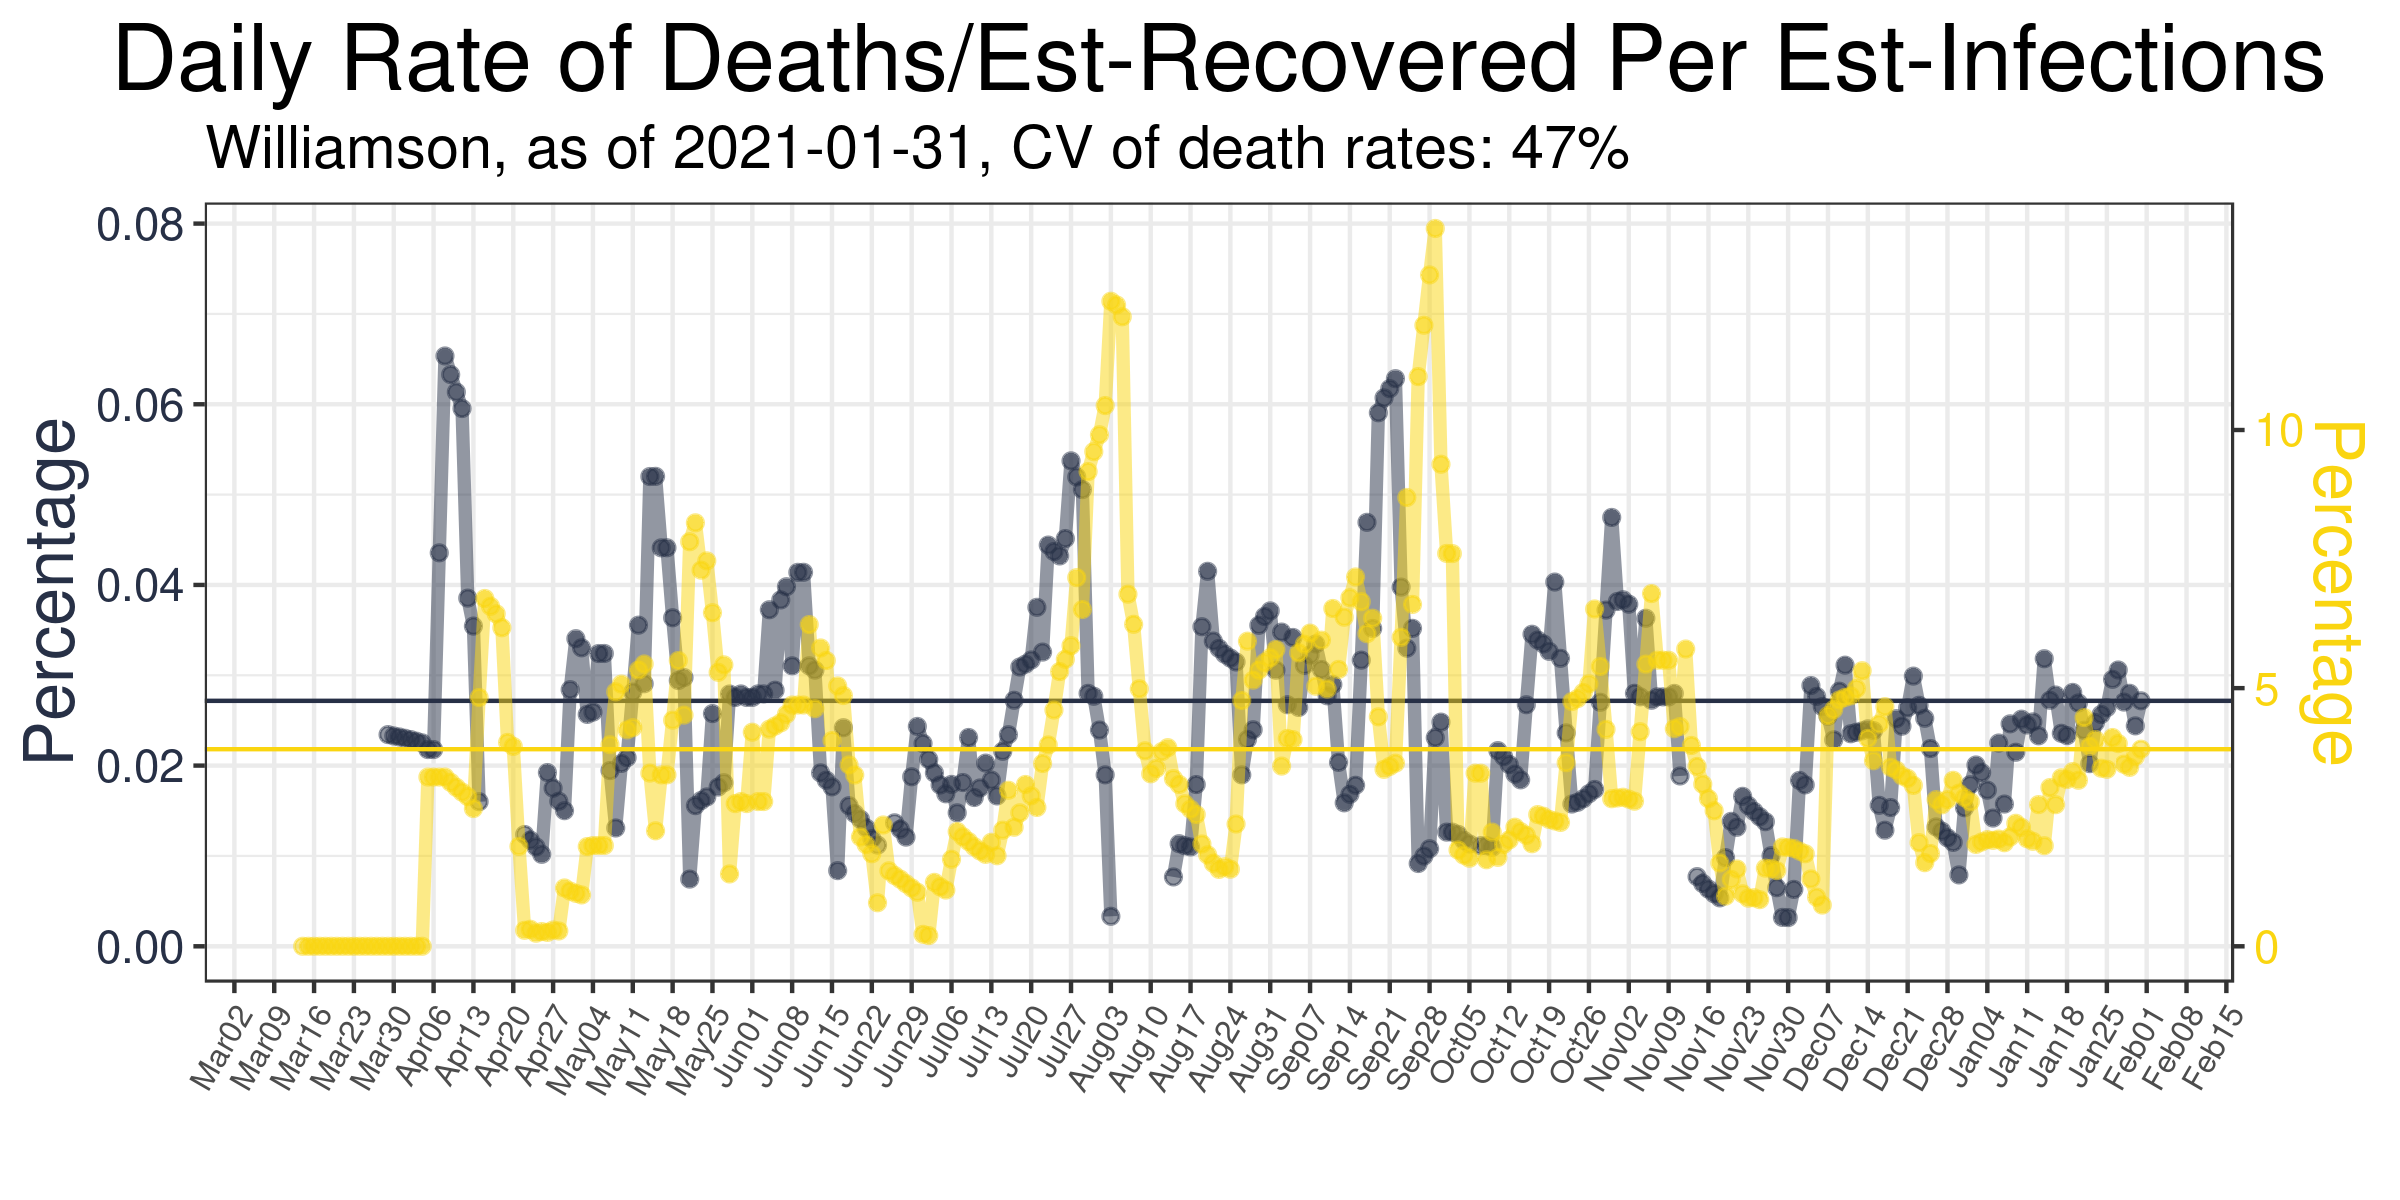 Daily Rate of Deaths/Est-Recovered Per Est-Infections
Williamson, as of 2021-01-31, CV of death rates: 47%
Percentage
0.08
0.06
0.04
0.02
0.00
10
5
0
Percentage
Mar02
Mar09
Mar16
Mar23
Mar30
Apr06
Apr13
Apr20
Apr27
May04
May11
May18
May25
Jun01
Jun08
Jun15
Jun22
Jun29
Jul06
Jul13
Jul20
Jul27
Aug03
Aug10
Aug17
Aug24
Aug31
Sep07
Sep14
Sep21
Sep28
Oct05
Oct12
Oct19
Oct26
Nov02
Nov09
Nov16
Nov23
Nov30
Dec07
Dec14
Dec21
Dec28
Jan04
Jan11
Jan18
Jan25
Feb01
Feb08
Feb15